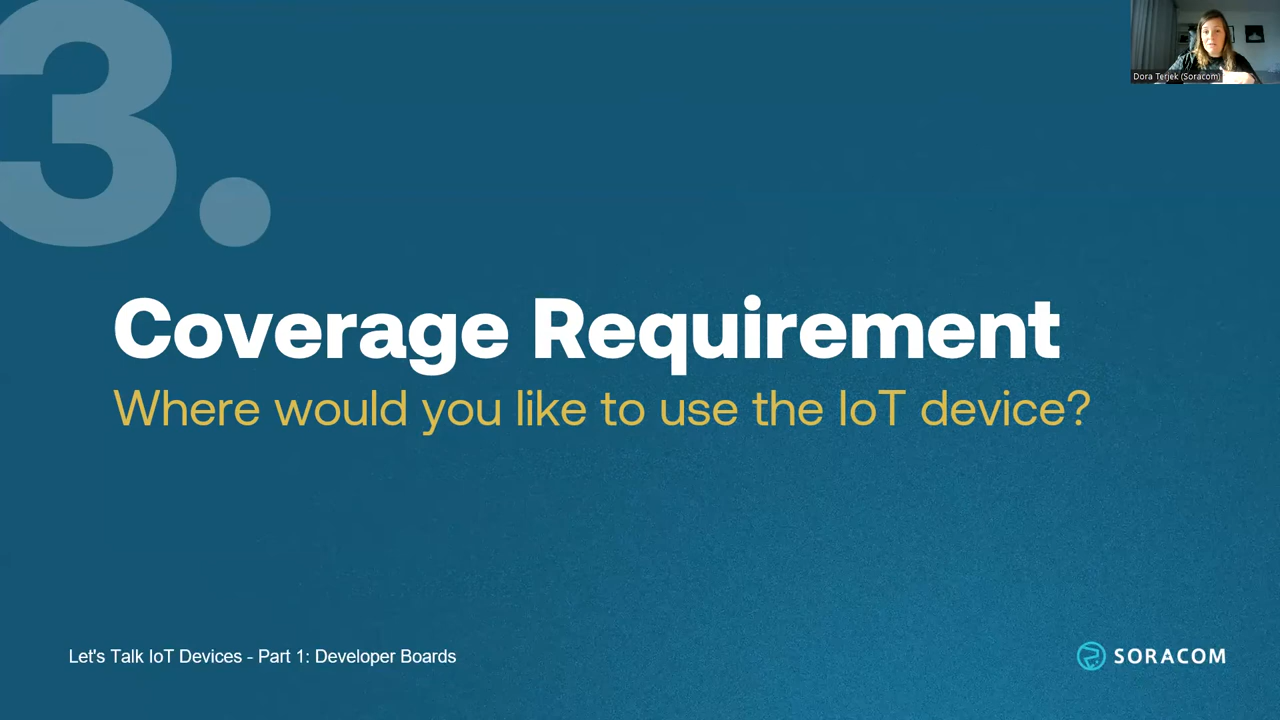 3.
Dora Terjek (Soracom)
Coverage Requirement
Where would you like to use the IoT device?
Let's Talk IoT Devices - Part 1: Developer Boards
SORACOM